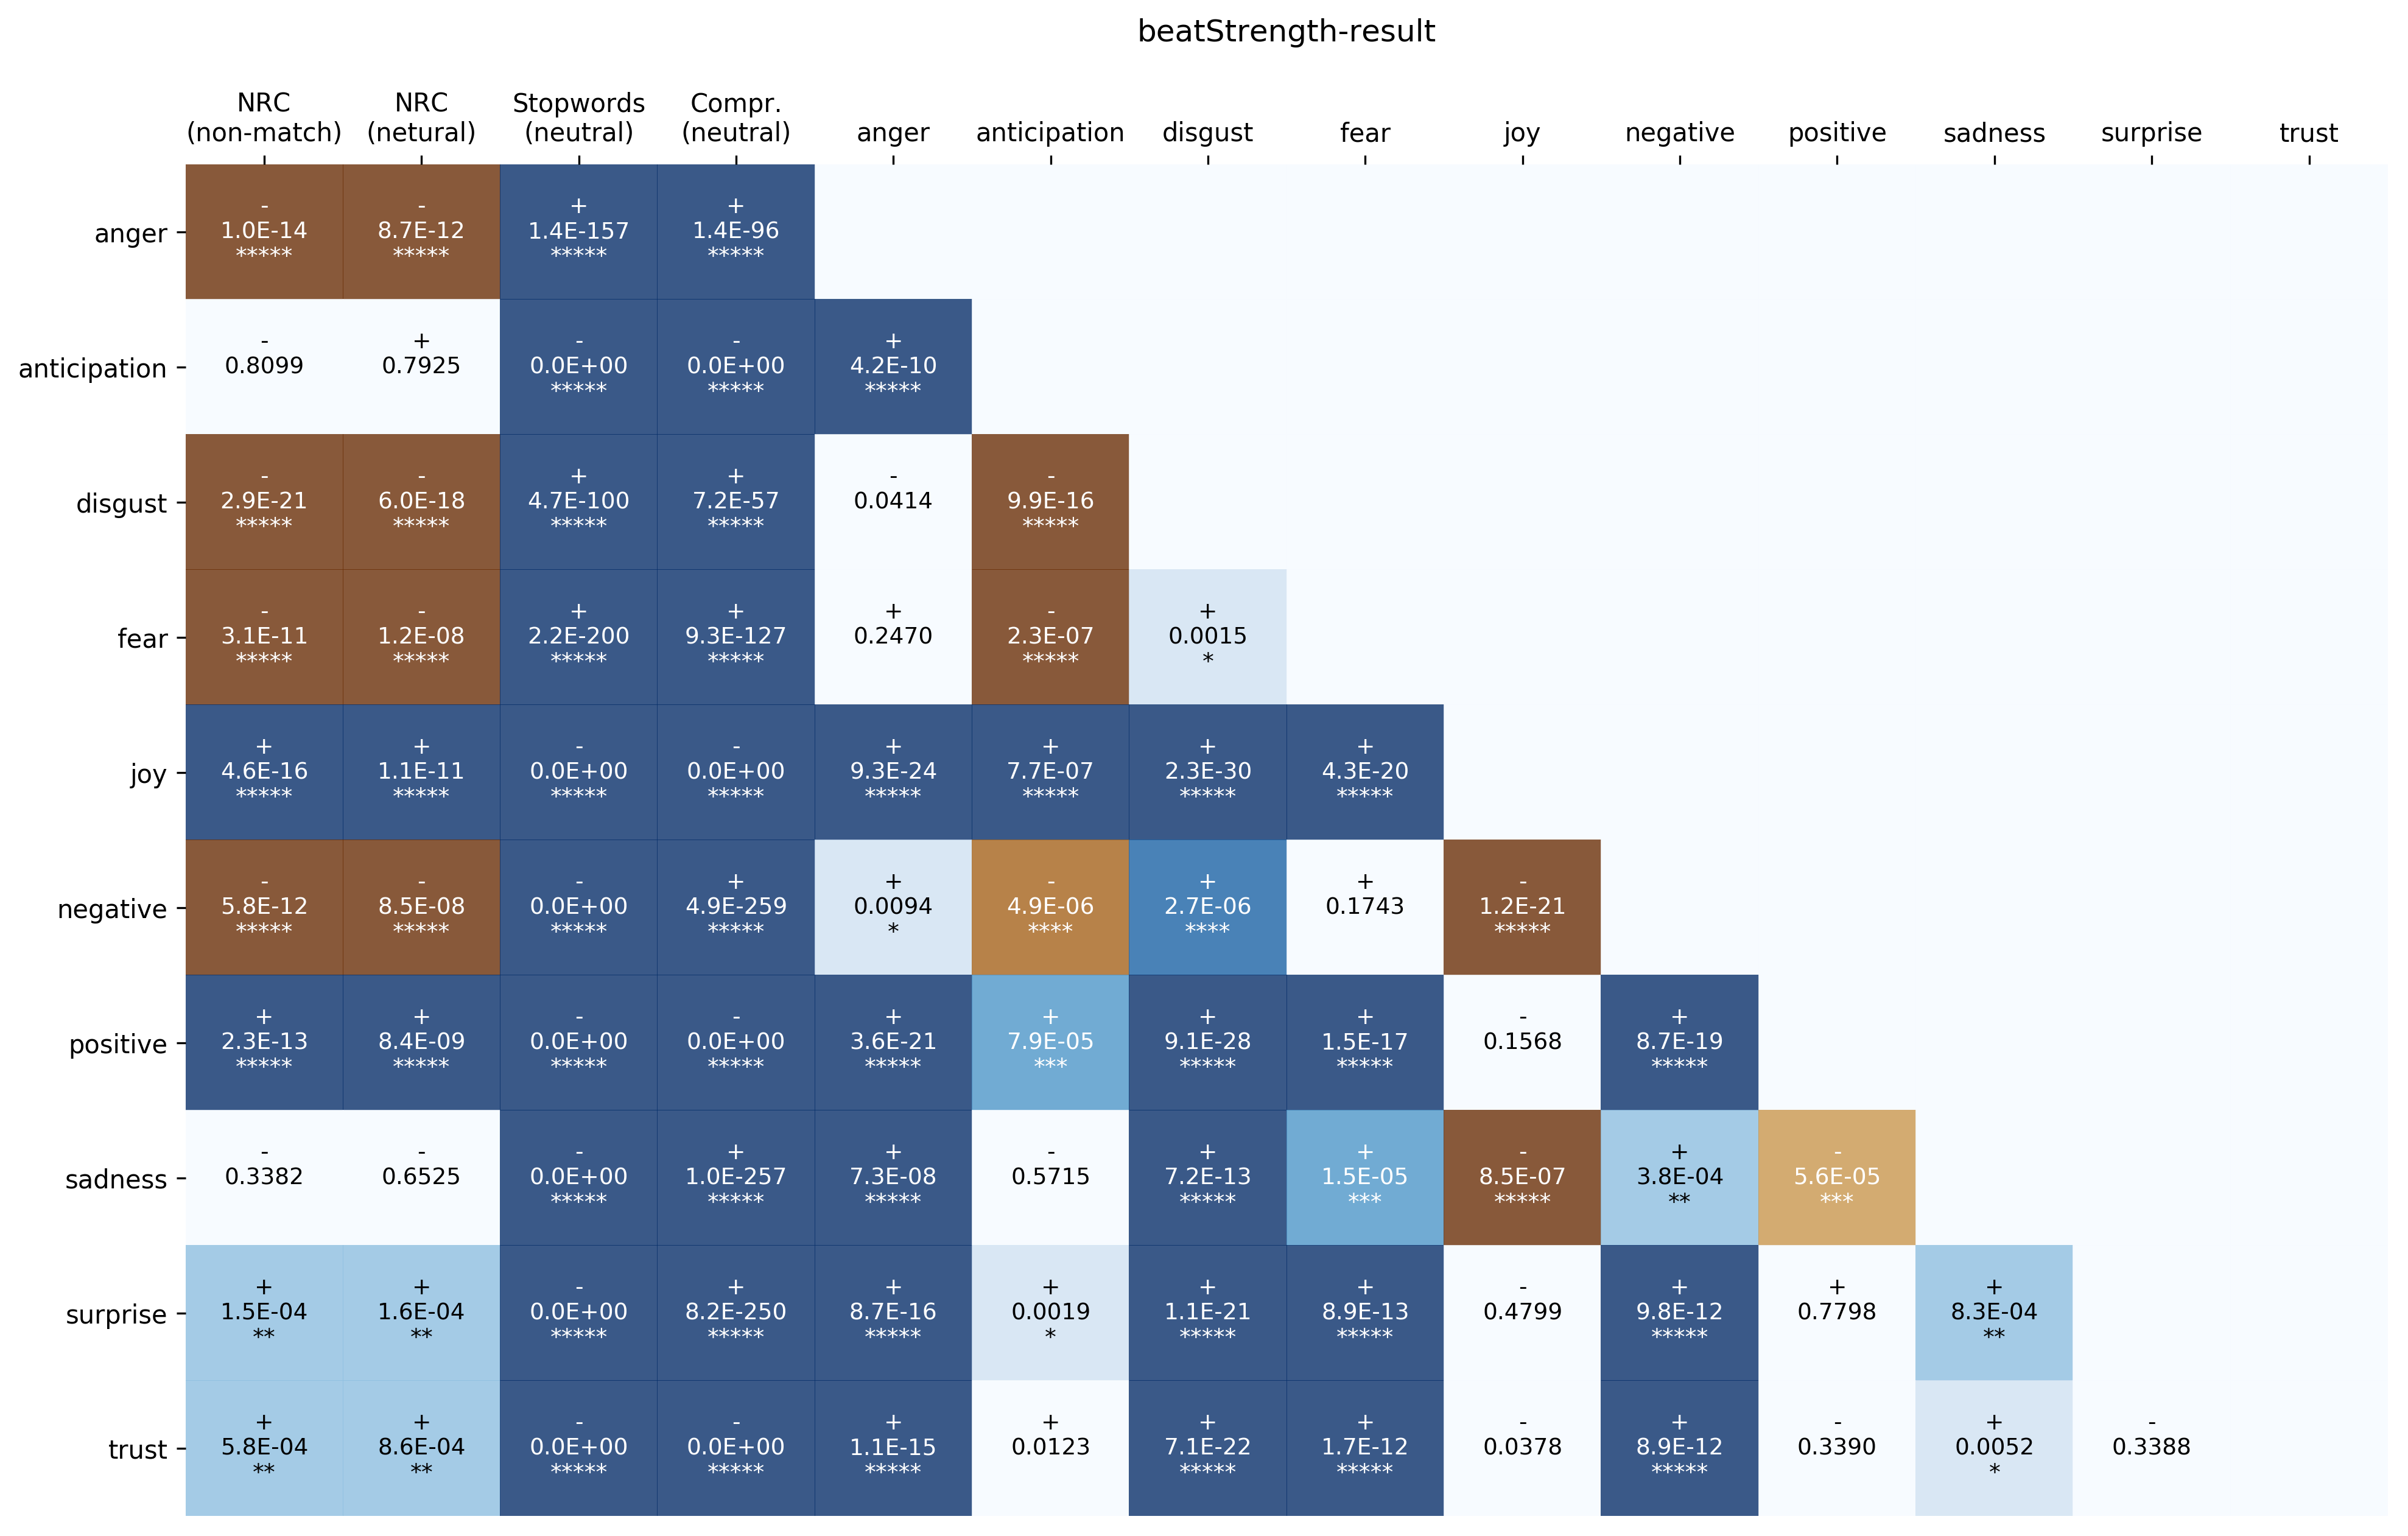 beatStrength-result
NRC NRC Stopwords Compr.
(non-match) (netural) (neutral) (neutral) anger anticipation disgust fear joy negative positive sadness surprise trust
- - + +
anger 1.0E-14 8.7E-12 1.4E-157 1.4E-96
***** ***** ***** *****
- + - - +
anticipation 0.8099 0.7925 0.0E+00 0.0E+00 4.2E-10
***** ***** *****
- - + + - -
disgust 2.9E-21 6.0E-18 4.7E-100 7.2E-57 0.0414 9.9E-16
***** ***** ***** ***** *****
- - + + + - +
fear 3.1E-11 1.2E-08 2.2E-200 9.3E-127 0.2470 2.3E-07 0.0015
***** ***** ***** ***** ***** *
+ + - - + + + +
joy 4.6E-16 1.1E-11 0.0E+00 0.0E+00 9.3E-24 7.7E-07 2.3E-30 4.3E-20
***** ***** ***** ***** ***** ***** ***** *****
- - - + + - + + -
negative 5.8E-12 8.5E-08 0.0E+00 4.9E-259 0.0094 4.9E-06 2.7E-06 0.1743 1.2E-21
***** ***** ***** ***** * **** **** *****
+ + - - + + + + - +
positive 2.3E-13 8.4E-09 0.0E+00 0.0E+00 3.6E-21 7.9E-05 9.1E-28 1.5E-17 0.1568 8.7E-19
***** ***** ***** ***** ***** *** ***** ***** *****
- - - + + - + + - + -
sadness 0.3382 0.6525 0.0E+00 1.0E-257 7.3E-08 0.5715 7.2E-13 1.5E-05 8.5E-07 3.8E-04 5.6E-05
***** ***** ***** ***** *** ***** ** ***
+ + - + + + + + - + + +
surprise 1.5E-04 1.6E-04 0.0E+00 8.2E-250 8.7E-16 0.0019 1.1E-21 8.9E-13 0.4799 9.8E-12 0.7798 8.3E-04
** ** ***** ***** ***** * ***** ***** ***** **
+ + - - + + + + - + - + -
trust 5.8E-04 8.6E-04 0.0E+00 0.0E+00 1.1E-15 0.0123 7.1E-22 1.7E-12 0.0378 8.9E-12 0.3390 0.0052 0.3388
** ** ***** ***** ***** ***** ***** ***** *